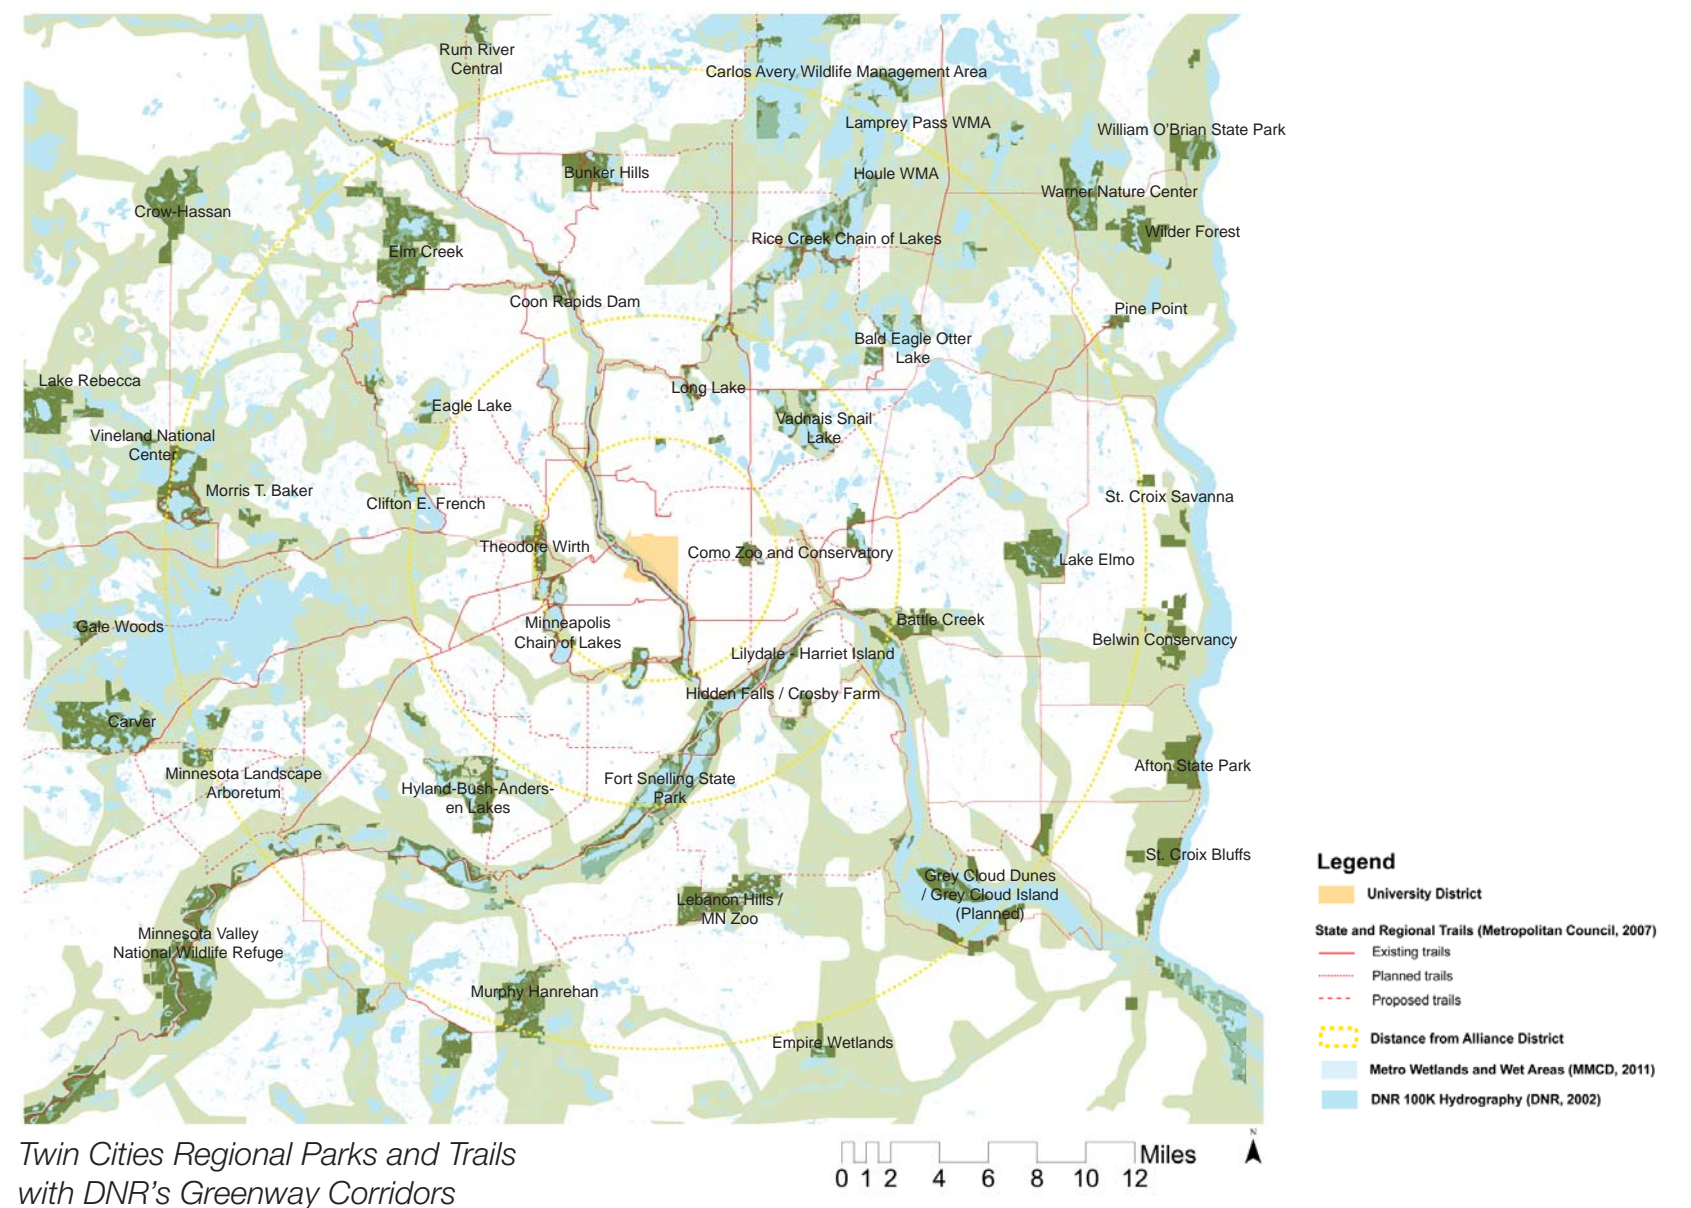 Rum River
Central
Carlos Avery Wildlife Management Area
Lamprey Pass WMA
William O'Brian State Park
Bunker Hills
Houle WMA
Warner Nature Center
Crow-Hassan
Wilder Forest
Rice Creek Chain of Lakes
Elm Creek
Coon Rapids Dam
Pine Point
Bald Eagle Otter
Lake
Lake Rebecca
Long Lake
Eagle Lake
Vadnais Snail
Lake
Vineland National
Center
Morris T. Baker
Clifton E. French
St. Croix Savanna
Theodore Wirth
Como Zoo and Conservatory
Lake Elmo
Gale Woods
Minneapolis
Chain of Lakes
Battle Creek
Belwin Conservancy
Lilydale - Harriet Island
Hidden Falls / Crosby Farm
Carver
Minnesota Landscape
Arboretum
Hyland-Bush-Anders-
en Lakes
Fort Snelling State
Park
Afton State Park
St. Croix Bluffs
Grey Cloud Dunes
/ Grey Cloud Island
(Planned)
Lebanon Hills /
MN Zoo
Minnesota Valley
National Wildlife Refuge
Murphy Hanrehan
Empire Wetlands
Legend
University District
State and Regional Trails (Metropolitan Council, 2007)
Existing trails
Planned trails
Proposed trails
Distance from Alliance District
Metro Wetlands and Wet Areas (MMCD, 2011)
DNR 100K Hydrography (DNR, 2002)
Twin Cities Regional Parks and Trails
with DNR's Greenway Corridors
N
Miles
0 1 2 4 6 8 10 12